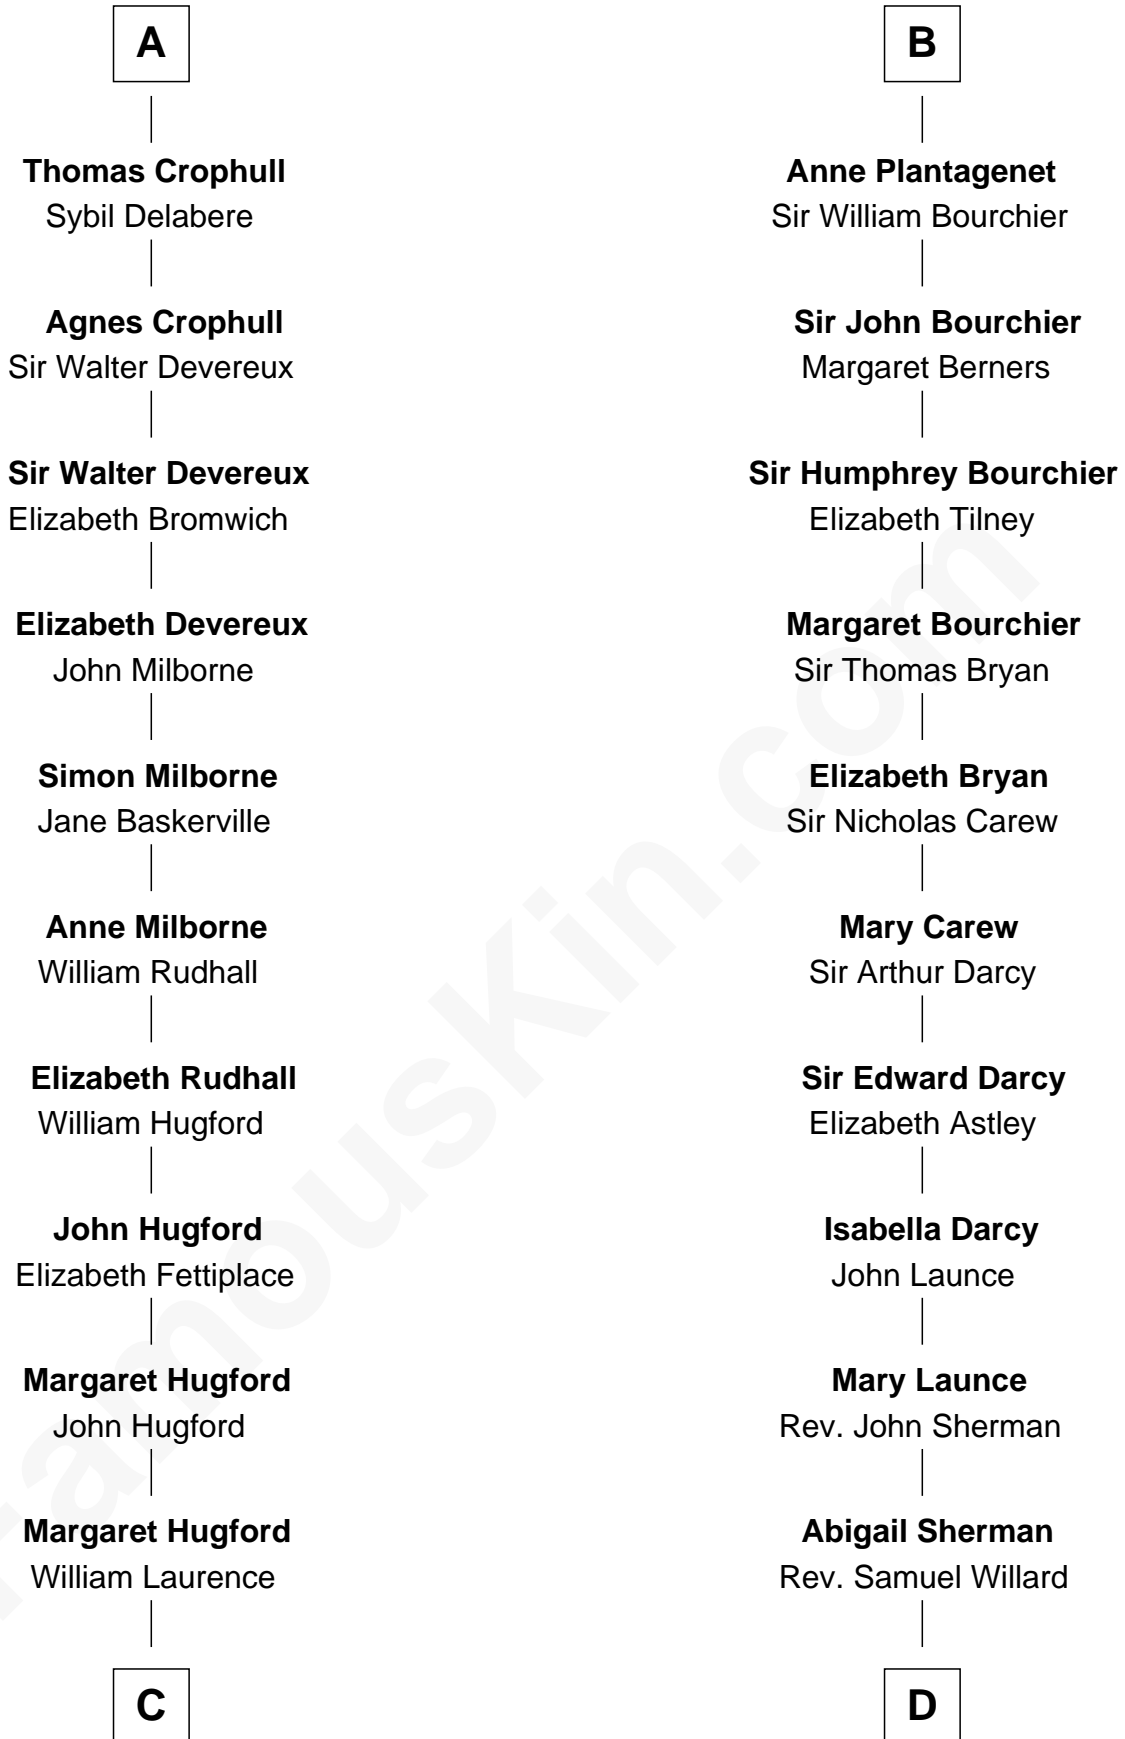 A
Thomas Crophull
Sybil Delabere
Agnes Crophull
Sir Walter Devereux
Sir Walter Devereux
Elizabeth Bromwich
Elizabeth Devereux
John Milborne
Simon Milborne
Jane Baskerville
Anne Milborne
William Rudhall
Elizabeth Rudhall
William Hugford
John Hugford
Elizabeth Fettiplace
Margaret Hugford
John Hugford
Margaret Hugford
William Laurence
C
B
Anne Plantagenet
Sir William Bourchier
Sir John Bourchier
Margaret Berners
Sir Humphrey Bourchier
Elizabeth Tilney
Margaret Bourchier
Sir Thomas Bryan
Elizabeth Bryan
Sir Nicholas Carew
Mary Carew
Sir Arthur Darcy
Sir Edward Darcy
Elizabeth Astley
Isabella Darcy
John Launce
Mary Launce
Rev. John Sherman
Abigail Sherman
Rev. Samuel Willard
D
FamousKin.com